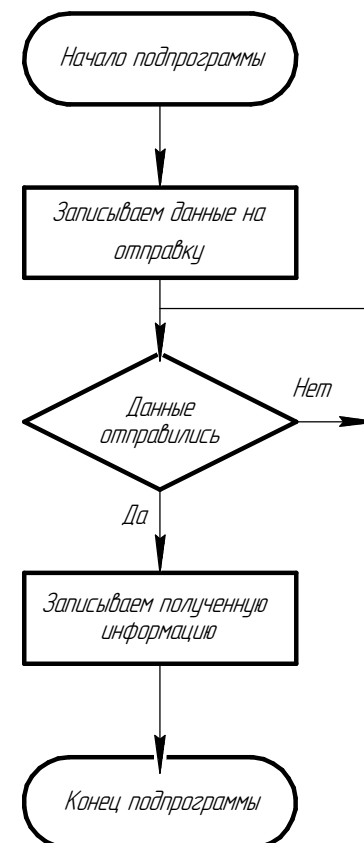 Начало подпрограммы
Записываем данные на
отправку
Данные
отправились
Нет
Да
Записываем полученную
информацию
Конец подпрограммы